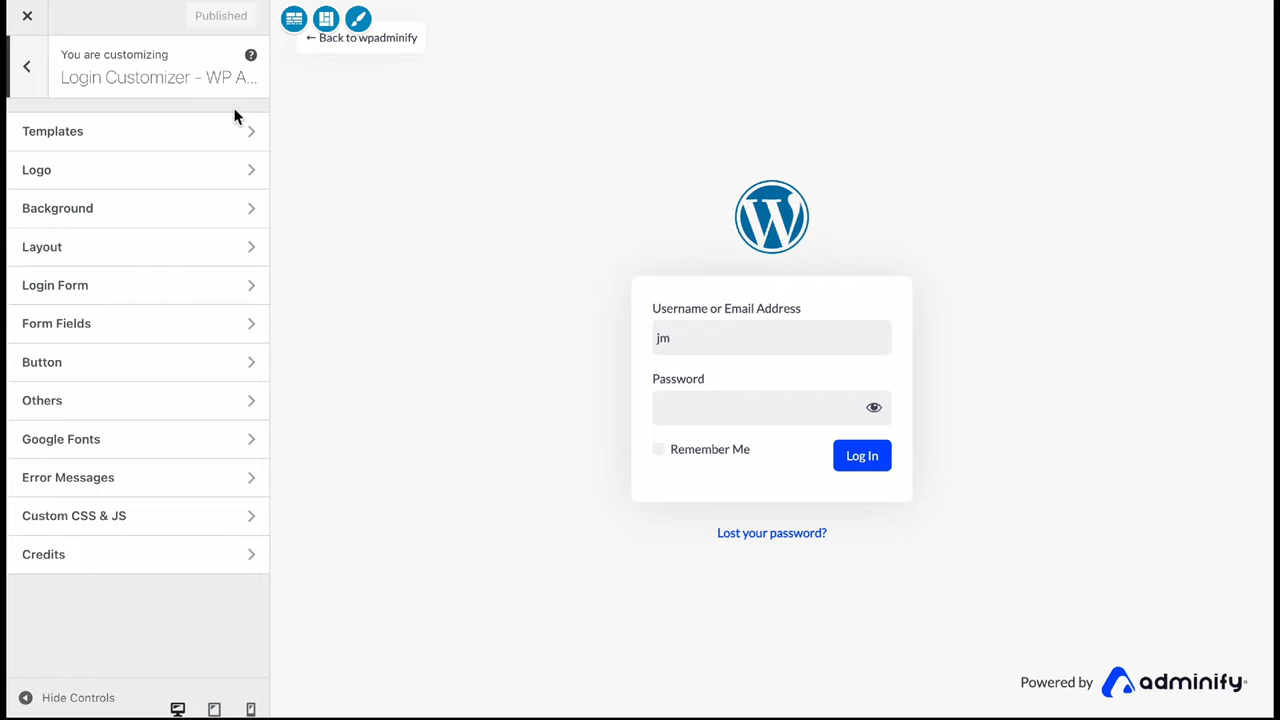 Published
You are customizing
Login Customizer – WP A...
Templates
Logo
Background
Layout
Login Form
Form Fields
Button
Others
Google Fonts
Error Messages
Custom CSS & JS
Credits
Hide Controls
← Back to wpadminify
Username or Email Address
jm
Password
Remember Me
Log In
Lost your password?
Powered by adminify